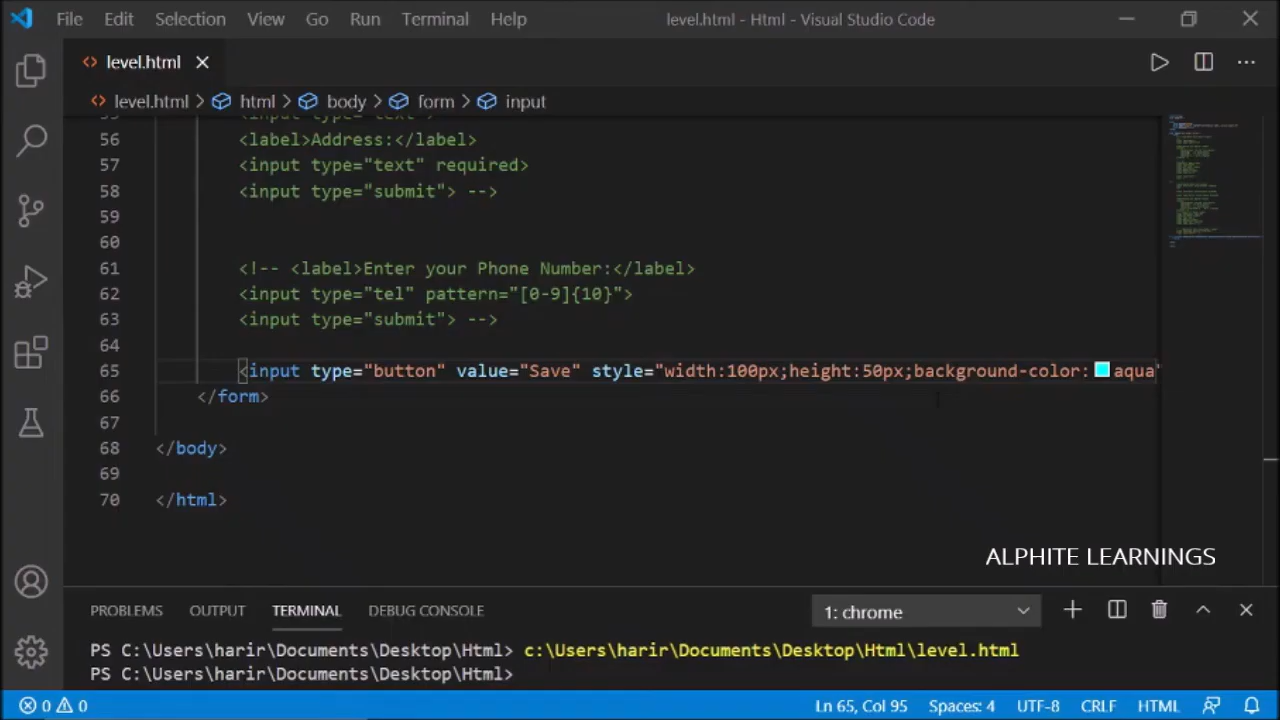 File Edit Selection View Go Run Terminal Help level.html - Html - Visual Studio Code
level.html
level.html > html > body > form > input
55 <input type="text">
56 <label>Address:</label>
57 <input type="text" required>
58 <input type="submit"> -->
59
60
61 <!-- <label>Enter your Phone Number:</label>
62 <input type="tel" pattern="[0-9]{10}">
63 <input type="submit"> -->
64
65 <input type="button" value="Save" style="width:100px;height:50px;background-color: aqua"
66 </form>
67
68 </body>
69
70 </html>
ALPHITE LEARNINGS
PROBLEMS OUTPUT TERMINAL DEBUG CONSOLE 1: chrome
PS C:\Users\harir\Documents\Desktop\Html> c:\Users\harir\Documents\Desktop\Html\level.html
PS C:\Users\harir\Documents\Desktop\Html>
0 0 Ln 65, Col 95 Spaces: 4 UTF-8 CRLF HTML